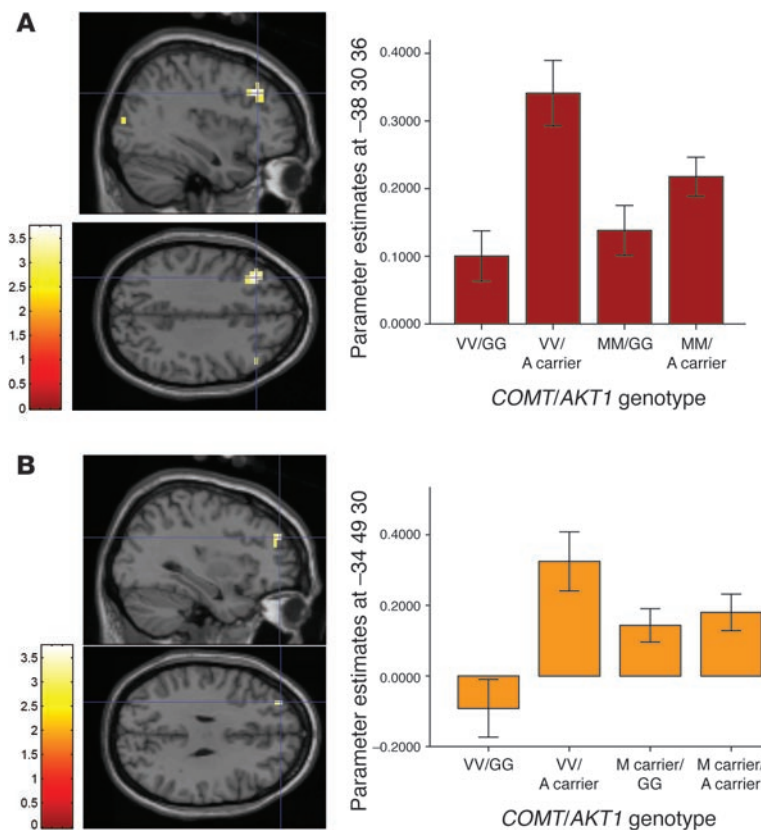 A
3.5
3
2.5
2
1.5
1
0.5
0
Parameter estimates at –38 30 36
0.4000
0.3000
0.2000
0.1000
0.0000
VV/GG
VV/
A carrier
MM/GG
MM/
A carrier
COMT/AKT1 genotype
B
3.5
3
2.5
2
1.5
1
0.5
0
Parameter estimates at –34 49 30
0.4000
0.2000
0.0000
–0.2000
VV/GG
VV/
A carrier
M carrier/
GG
M carrier/
A carrier
COMT/AKT1 genotype